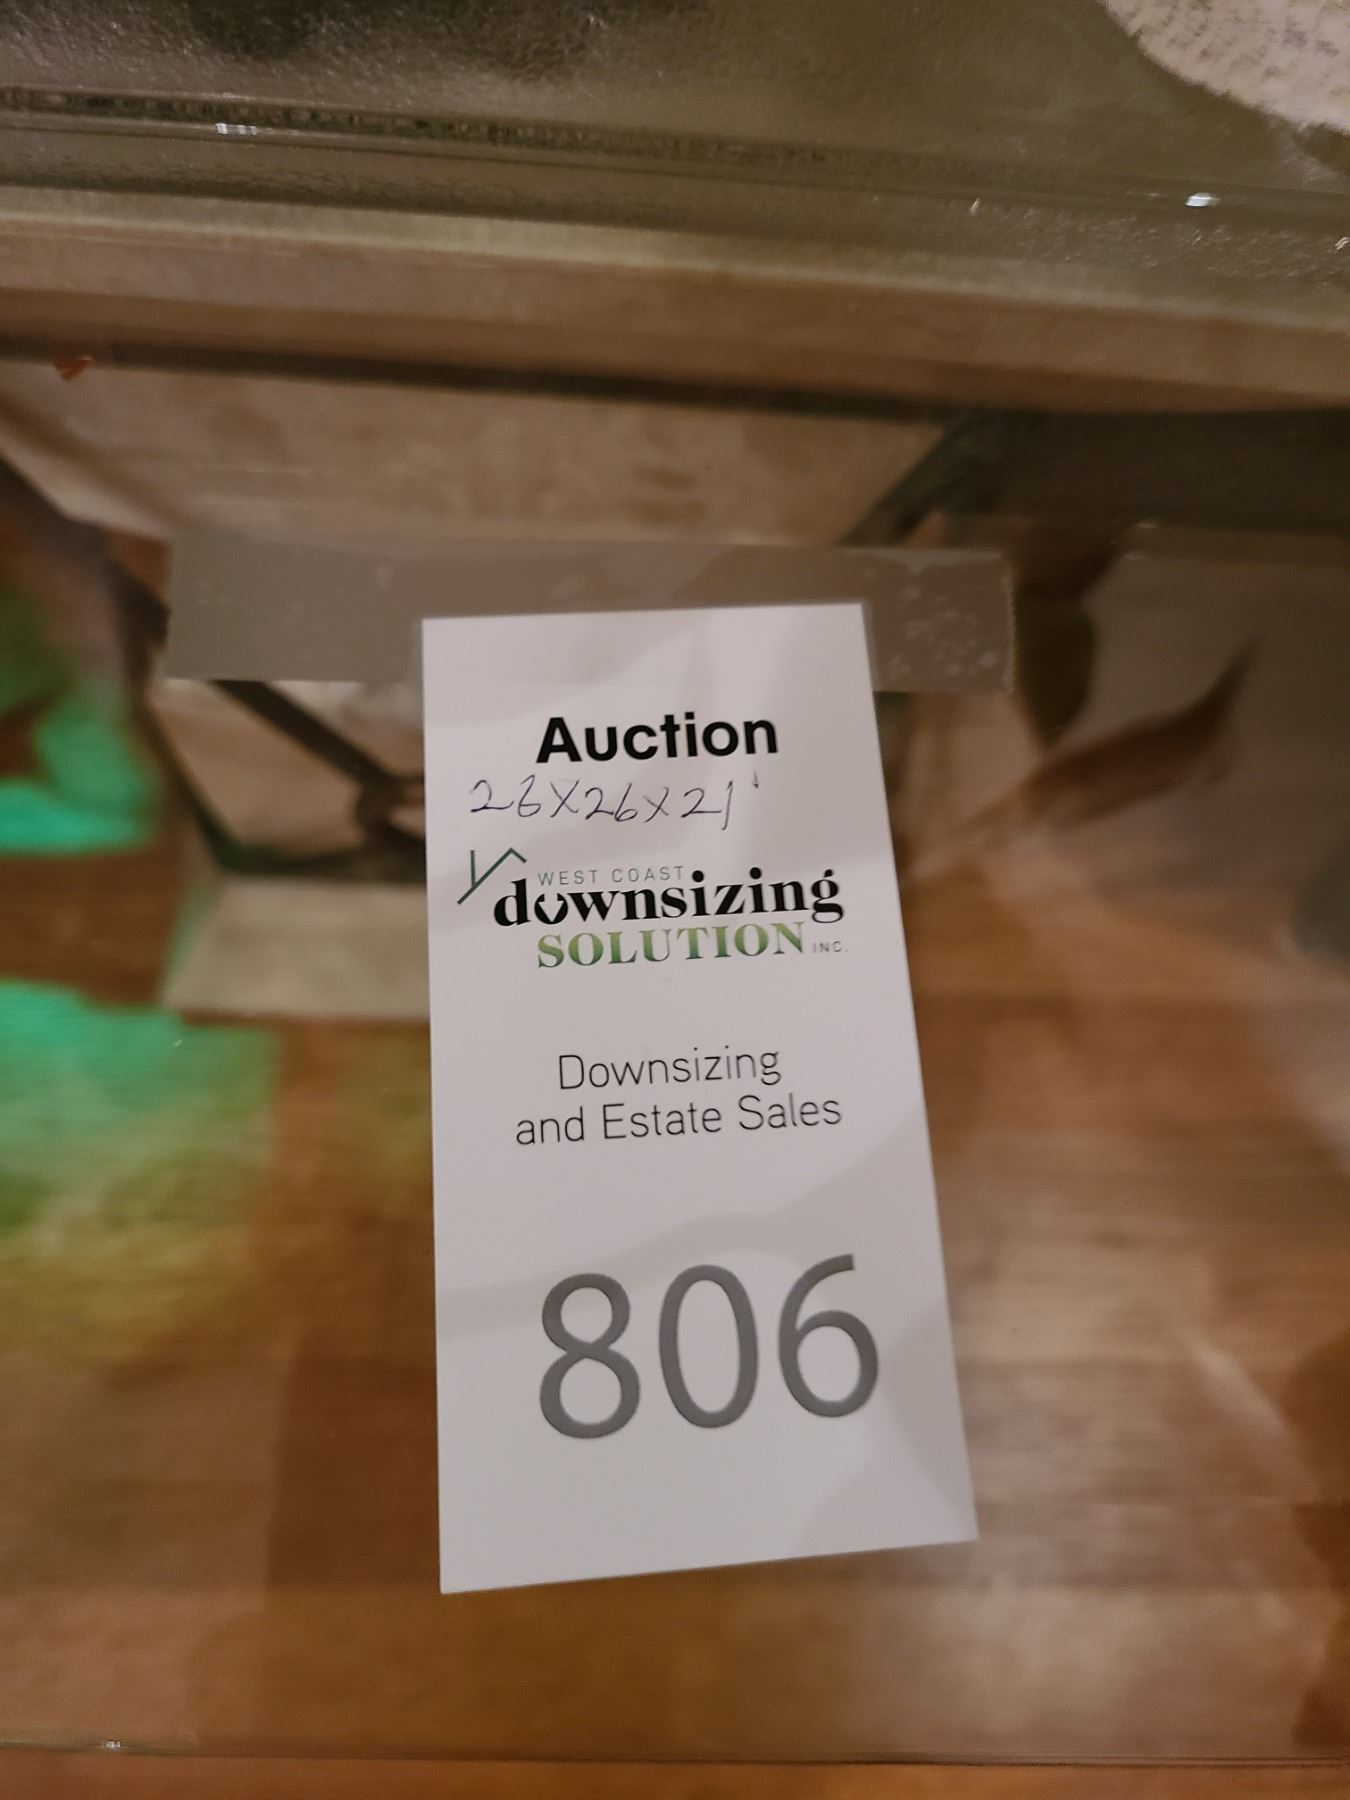 Auction
26X26X21"
WEST COAST
downsizing
SOLUTION INC.
Downsizing
and Estate Sales
806